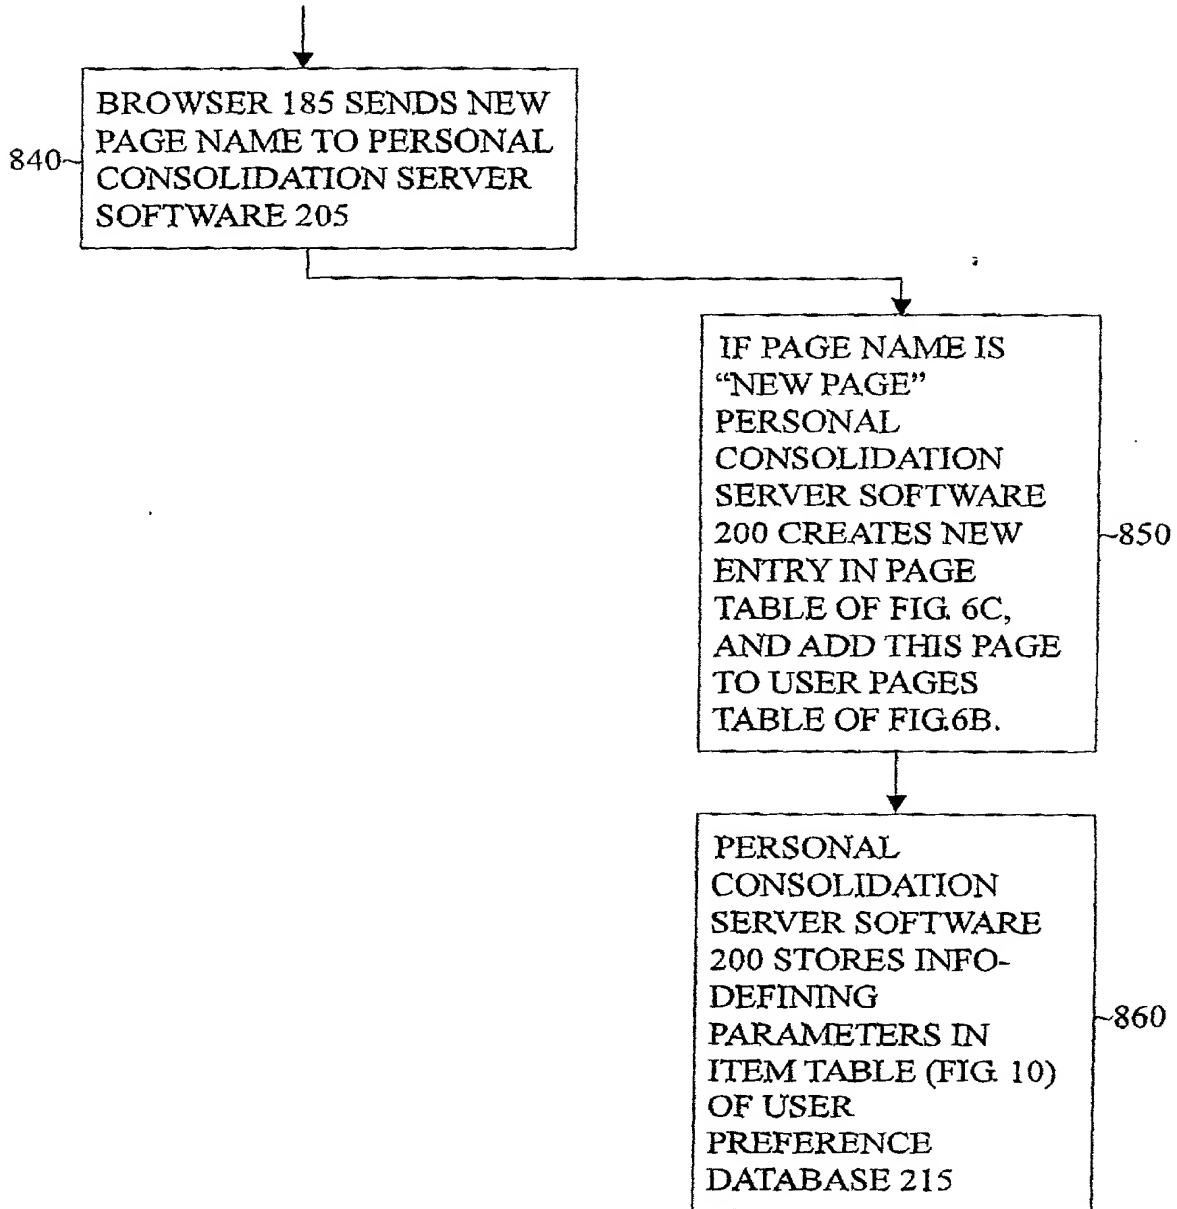 BROWSER 185 SENDS NEW
PAGE NAME TO PERSONAL
840
CONSOLIDATION SERVER
SOFTWARE 205
IF PAGE NAME IS
“NEW PAGE”
PERSONAL
CONSOLIDATION
SERVER SOFTWARE
200 CREATES NEW
850
ENTRY IN PAGE
TABLE OF FIG. 6C,
AND ADD THIS PAGE
TO USER PAGES
TABLE OF FIG.6B.
PERSONAL
CONSOLIDATION
SERVER SOFTWARE
200 STORES INFO-
DEFINING
PARAMETERS IN
860
ITEM TABLE (FIG. 10)
OF USER
PREFERENCE
DATABASE 215